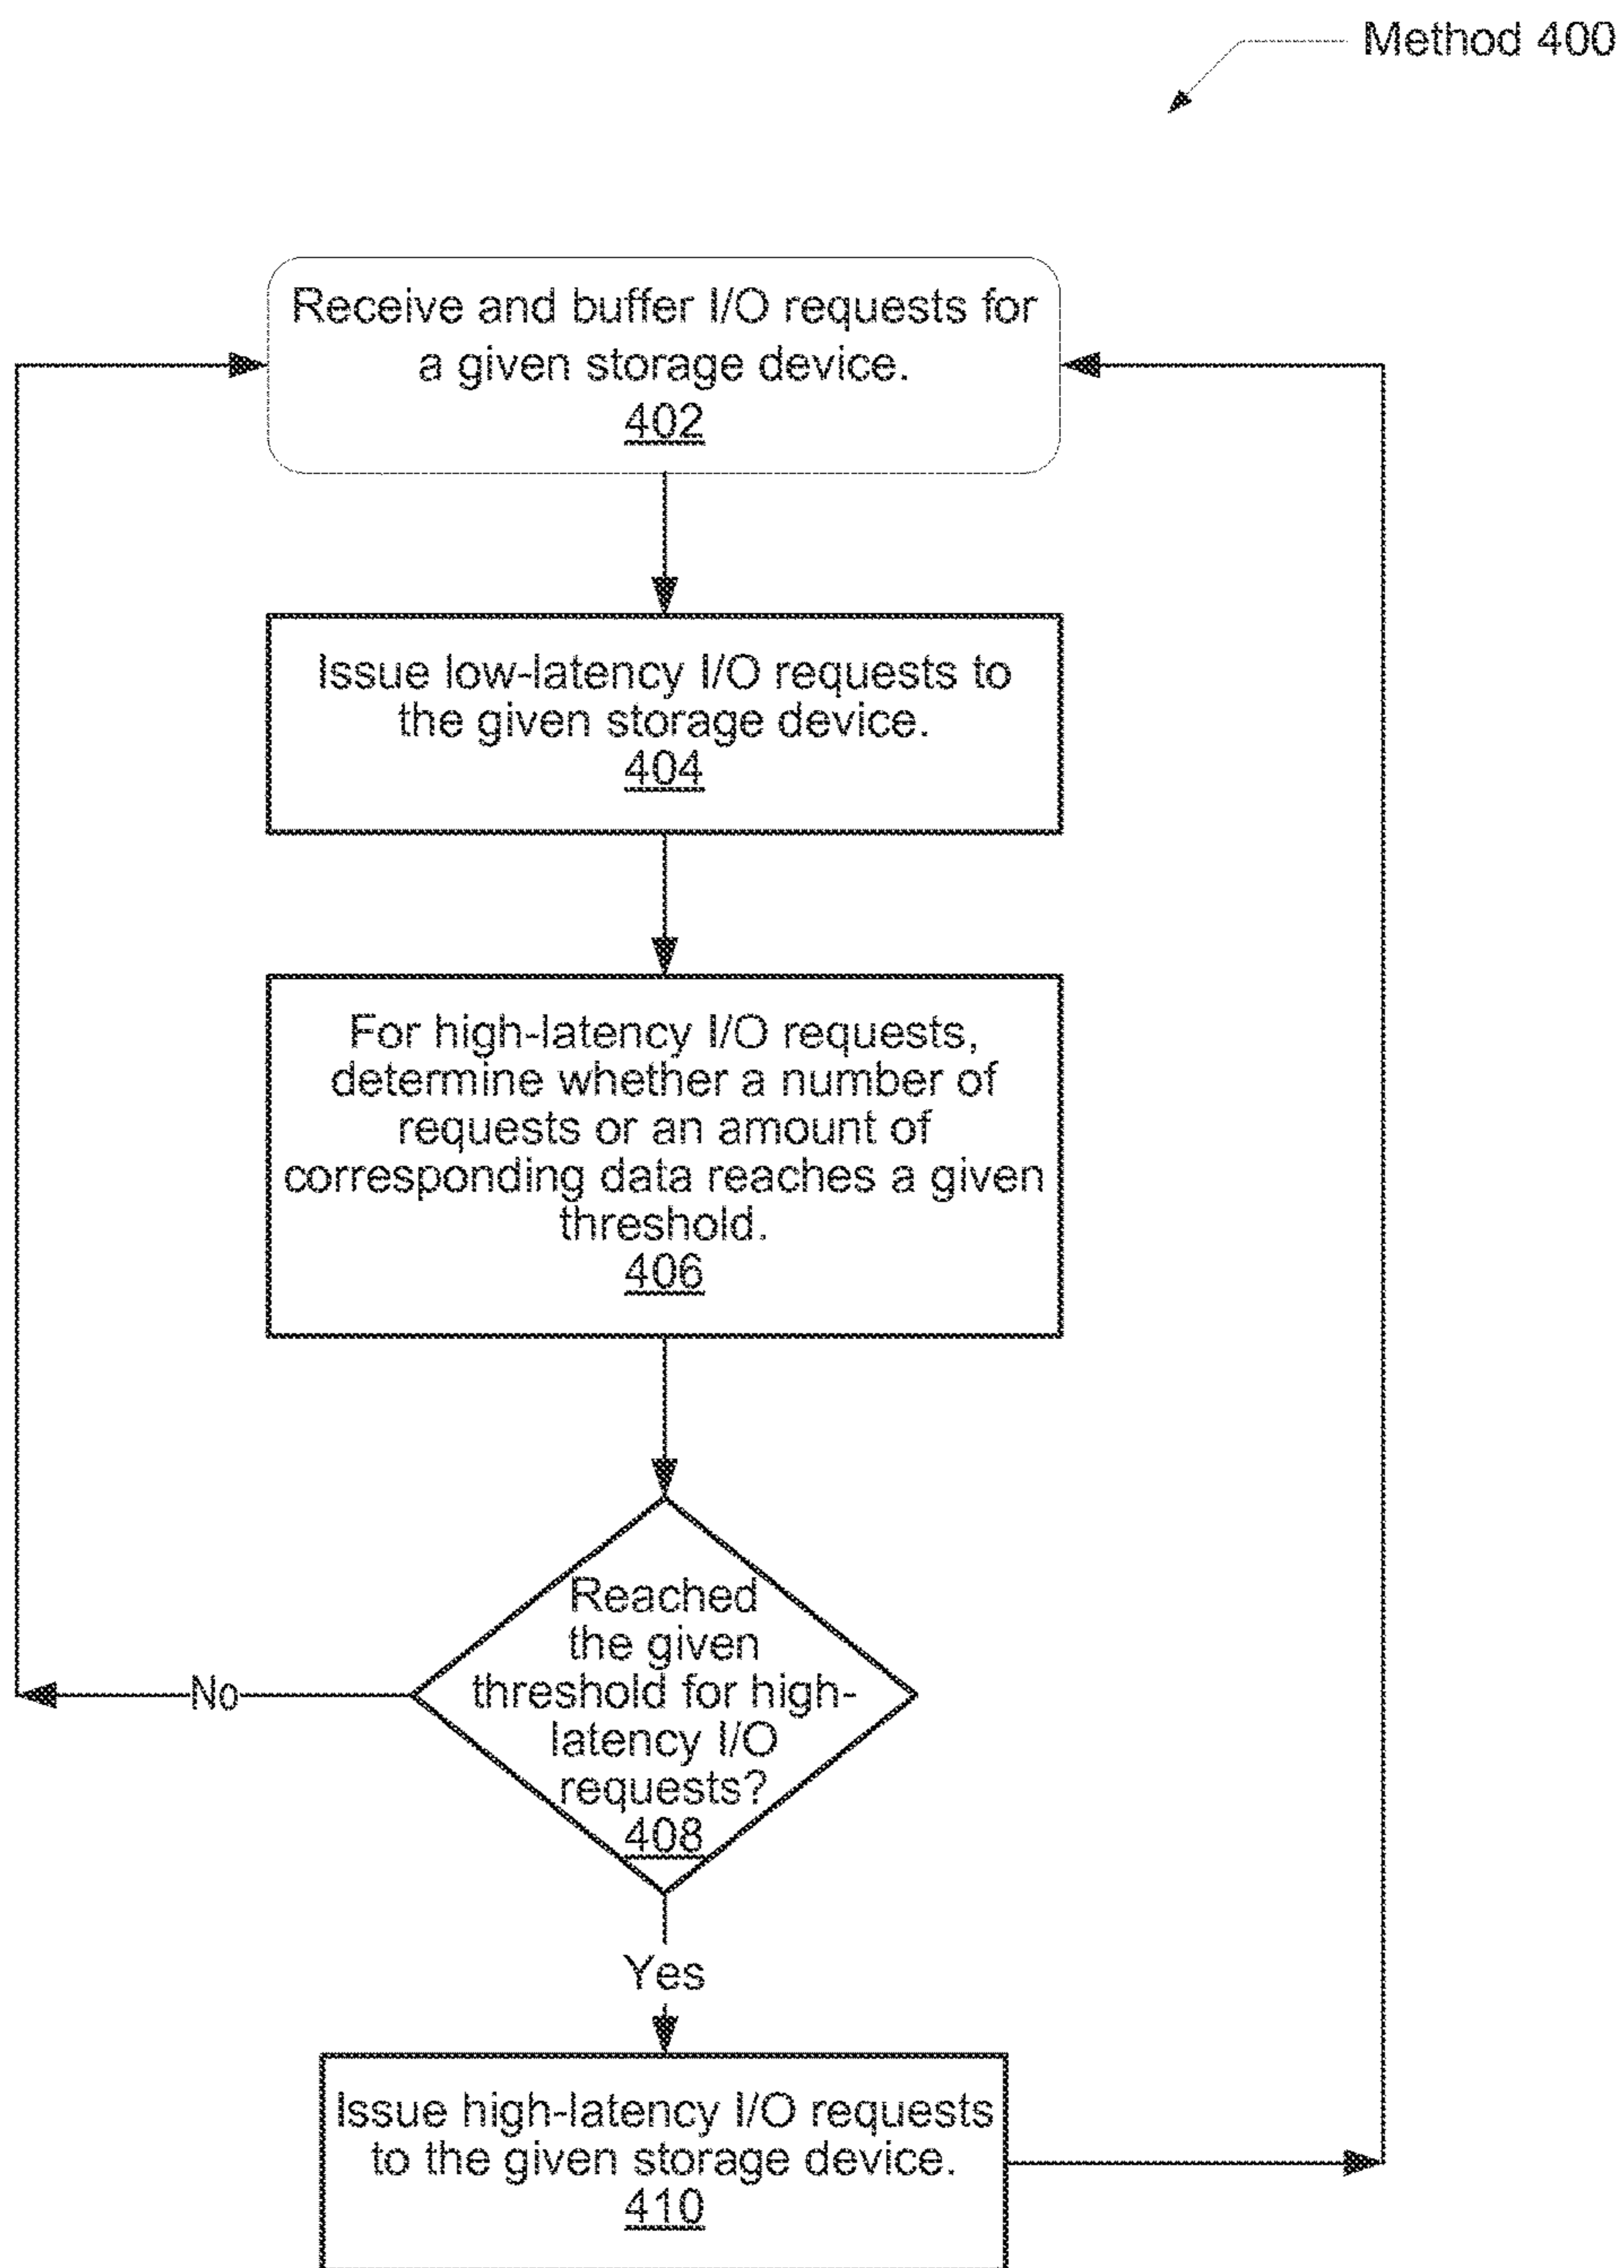 Method 400
Receive and buffer I/O requests for
a given storage device.
402
Issue low-latency I/O requests to
the given storage device.
404
For high-latency I/O requests,
determine whether a number of
requests or an amount of
corresponding data reaches a given
threshold.
406
Reached
the given
threshold for high-
latency I/O
requests?
408
No
Yes
Issue high-latency I/O requests
to the given storage device.
410